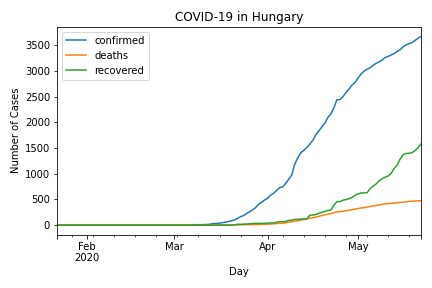 COVID-19 in Hungary
confirmed
deaths
recovered
Number of Cases
3500
3000
2500
2000
1500
1000
500
0
Feb
2020
Mar
Apr
May
Day